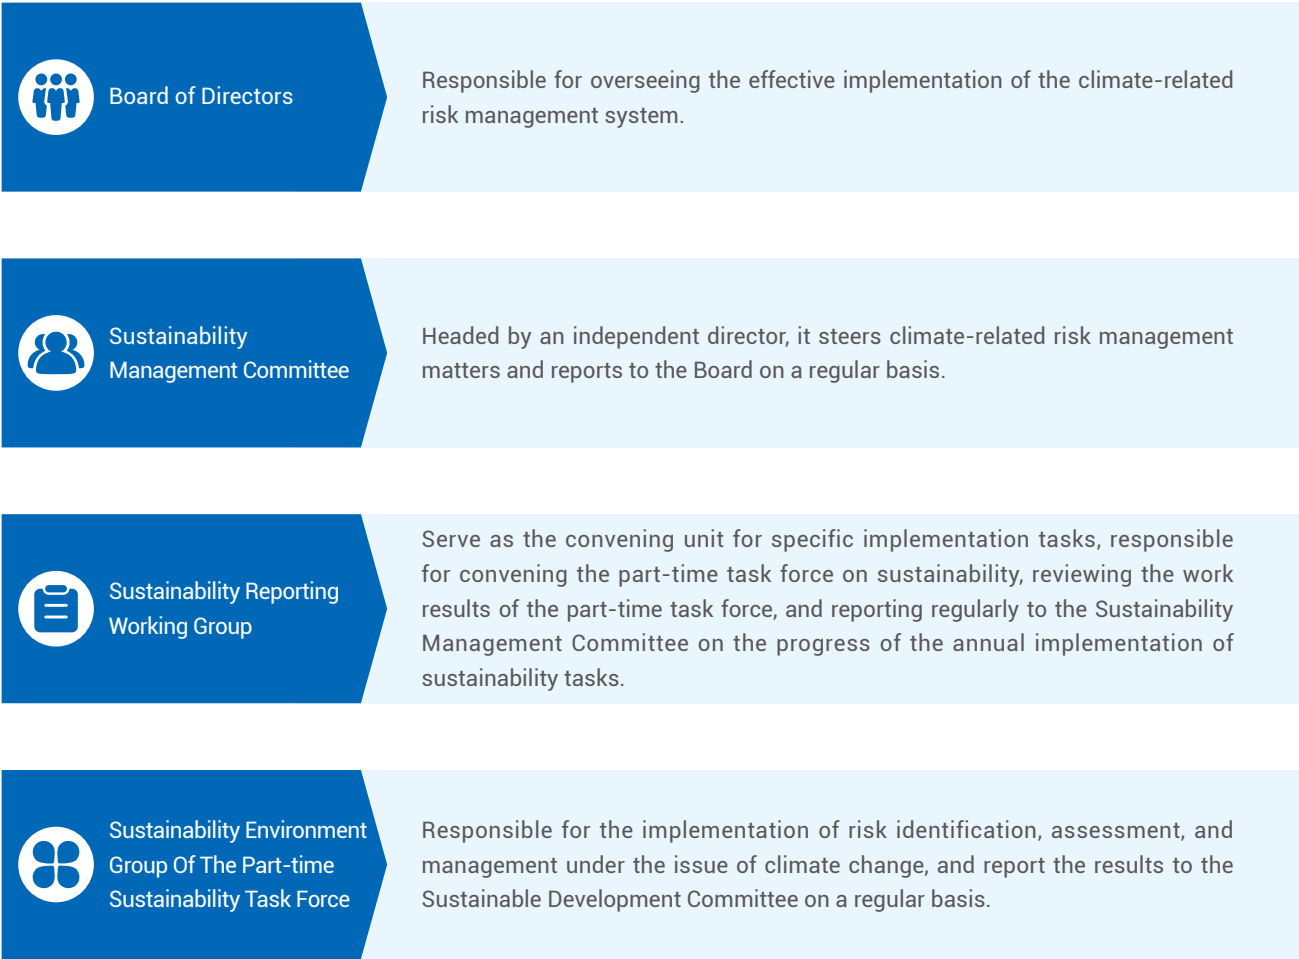 Board of Directors
Responsible for overseeing the effective implementation of the climate-related
risk management system.
Sustainability
Management Committee
Headed by an independent director, it steers climate-related risk management
matters and reports to the Board on a regular basis.
Sustainability Reporting
Working Group
Serve as the convening unit for specific implementation tasks, responsible
for convening the part-time task force on sustainability, reviewing the work
results of the part-time task force, and reporting regularly to the Sustainability
Management Committee on the progress of the annual implementation of
sustainability tasks.
Sustainability Environment
Group Of The Part-time
Sustainability Task Force
Responsible for the implementation of risk identification, assessment, and
management under the issue of climate change, and report the results to the
Sustainable Development Committee on a regular basis.